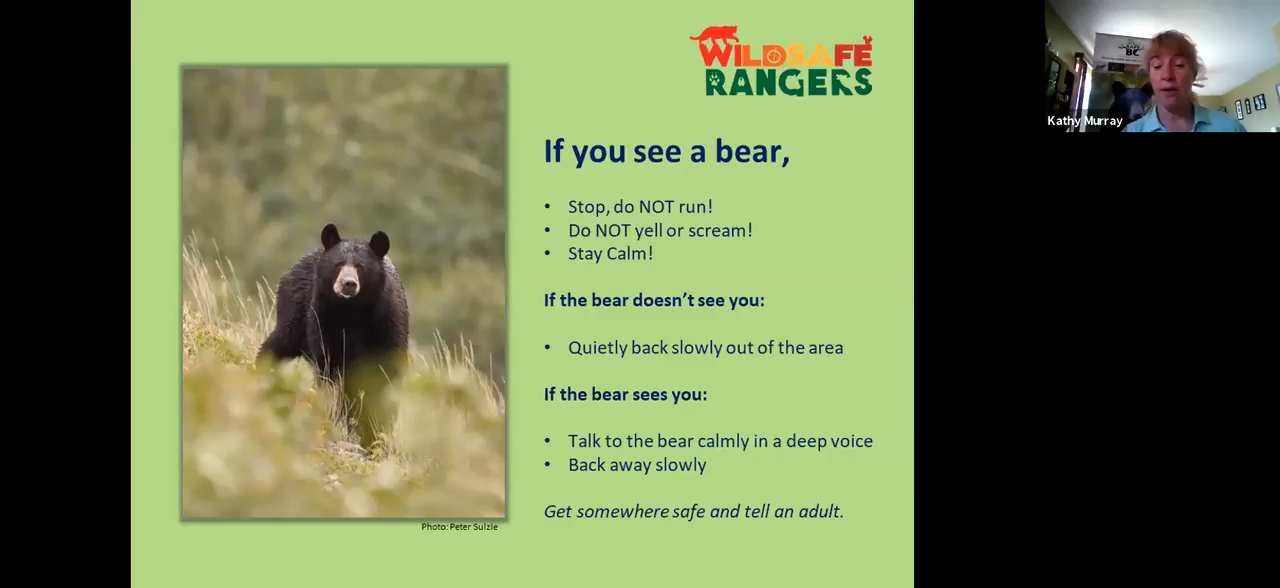 WILDSAFE
RANGERS
If you see a bear,
• Stop, do NOT run!
• Do NOT yell or scream!
• Stay Calm!
If the bear doesn't see you:
• Quietly back slowly out of the area
If the bear sees you:
• Talk to the bear calmly in a deep voice
• Back away slowly
Get somewhere safe and tell an adult.
Photo: Peter Sulzle
BC
Kathy Murray